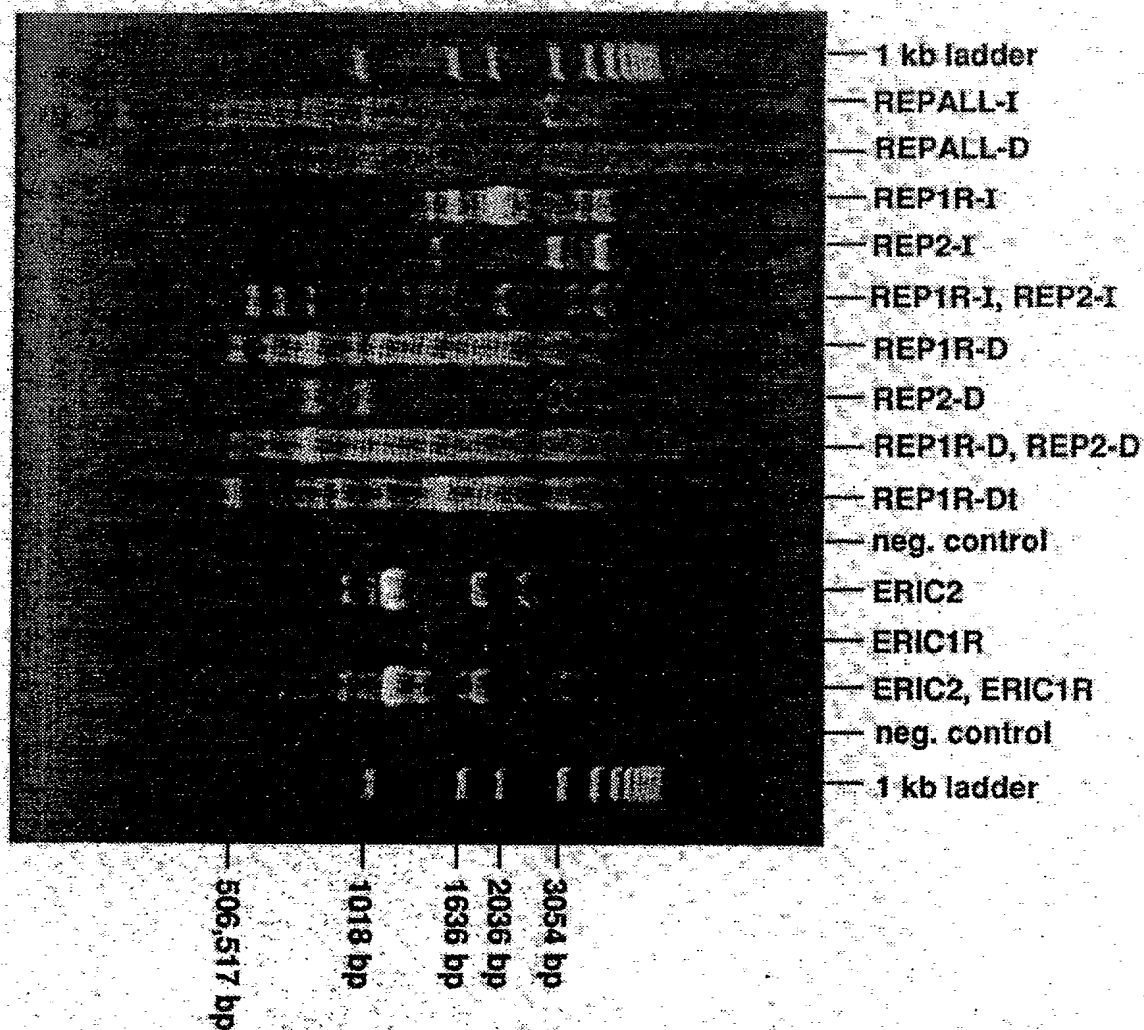 1 kb ladder
REPALL-I
REPALL-D
REP1R-I
REP2-I
REP1R-I, REP2-I
REP1R-D
REP2-D
REP1R-D, REP2-D
REP1R-Dt
neg. control
ERIC2
ERIC1R
ERIC2, ERIC1R
neg. control
1 kb ladder
506,517 bp
1018 bp
1636 bp
2036 bp
3054 bp